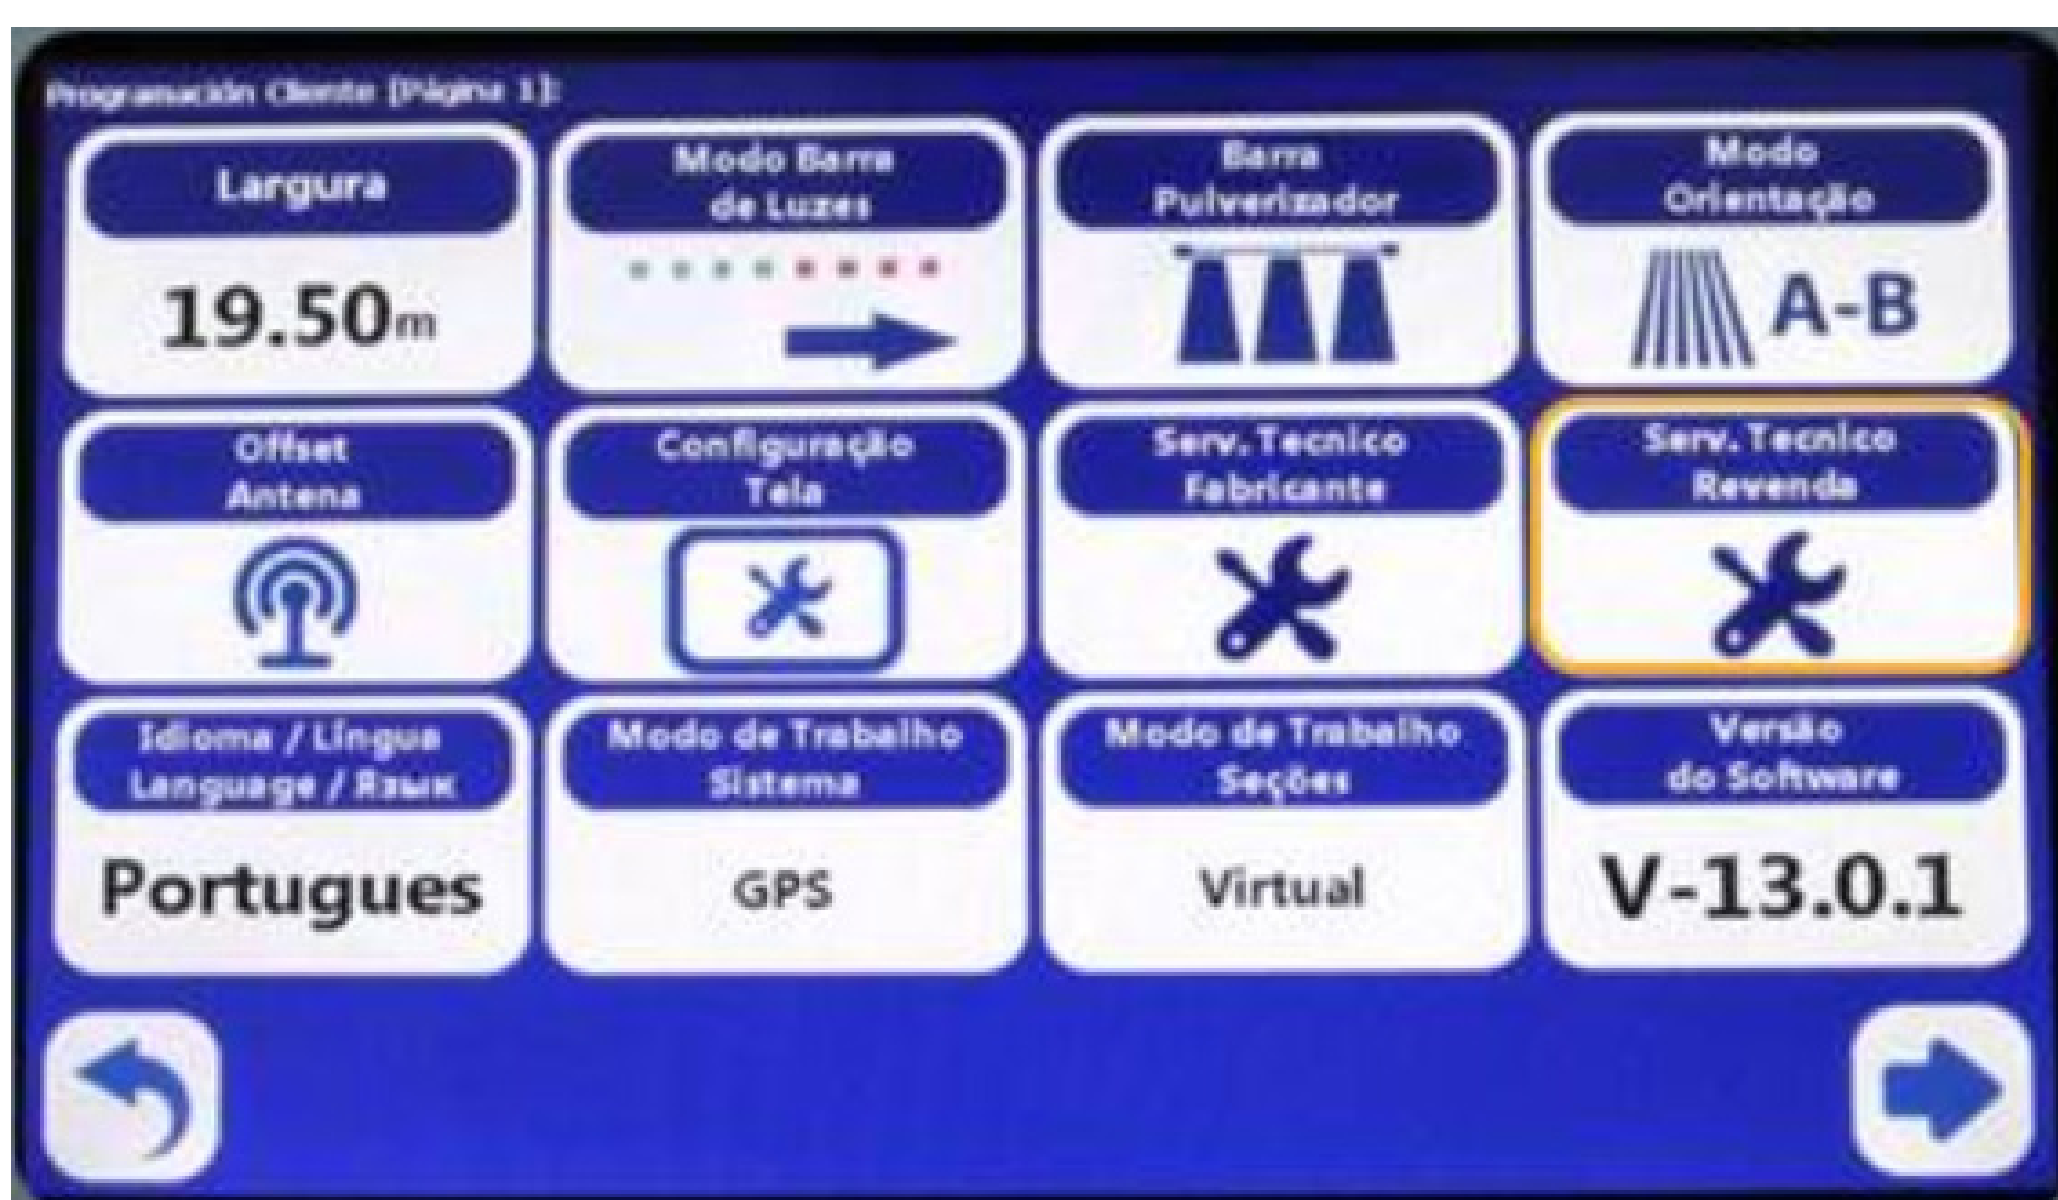 Programación Cliente [Página 1]:
Largura
19.50m
Modo Barra
de Luzes
Barra
Pulverizador
Modo
Orientação
A-B
Offset
Antena
Configuração
Tela
Serv. Tecnico
Fabricante
Serv. Tecnico
Revenda
Idioma / Língua
Language / Язык
Portugues
Modo de Trabalho
Sistema
GPS
Modo de Trabalho
Seções
Virtual
Versão
do Software
V-13.0.1